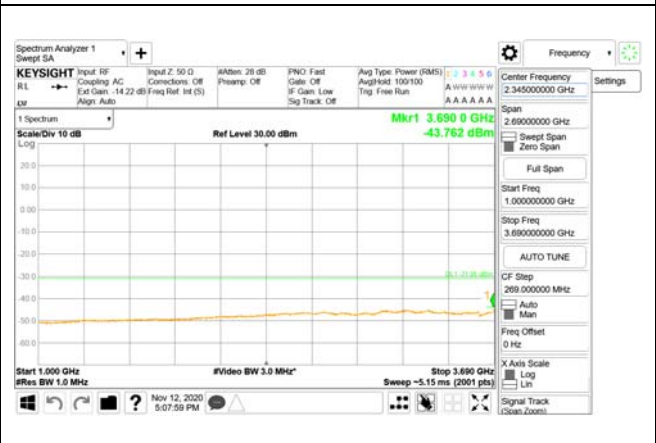 Spectrum Analyzer 1
Swept SA
Frequency
KEYSIGHT
RL
Input: RF
Coupling: AC
Ext Gain: -14.22 dB
Align: Auto
Input Z: 50 Ω
Corrections: Off
Freq Ref: Int (S)
#Atten: 28 dB
Preamp: Off
PNO: Fast
Gate: Off
IF Gain: Low
Sig Track: Off
Avg Type: Power (RMS)
Avg|Hold: 100/100
Trig: Free Run
1 2 3 4 5 6
A W W W W W
A A A A A A
1 Spectrum
Scale/Div 10 dB
Ref Level 30.00 dBm
Mkr1 3.690 0 GHz
-43.762 dBm
Log
20.0
10.0
0.00
-10.0
-20.0
-30.0
-40.0
-50.0
-60.0
1
Start 1.000 GHz
#Res BW 1.0 MHz
#Video BW 3.0 MHz*
Stop 3.690 GHz
Sweep ~5.15 ms (2001 pts)
Nov 12, 2020
5:07:59 PM
Center Frequency
2.345000000 GHz
Settings
Span
2.69000000 GHz
Swept Span
Zero Span
Full Span
Start Freq
1.000000000 GHz
Stop Freq
3.690000000 GHz
AUTO TUNE
CF Step
269.000000 MHz
Auto
Man
Freq Offset
0 Hz
X Axis Scale
Log
Lin
Signal Track
(Span Zoom)